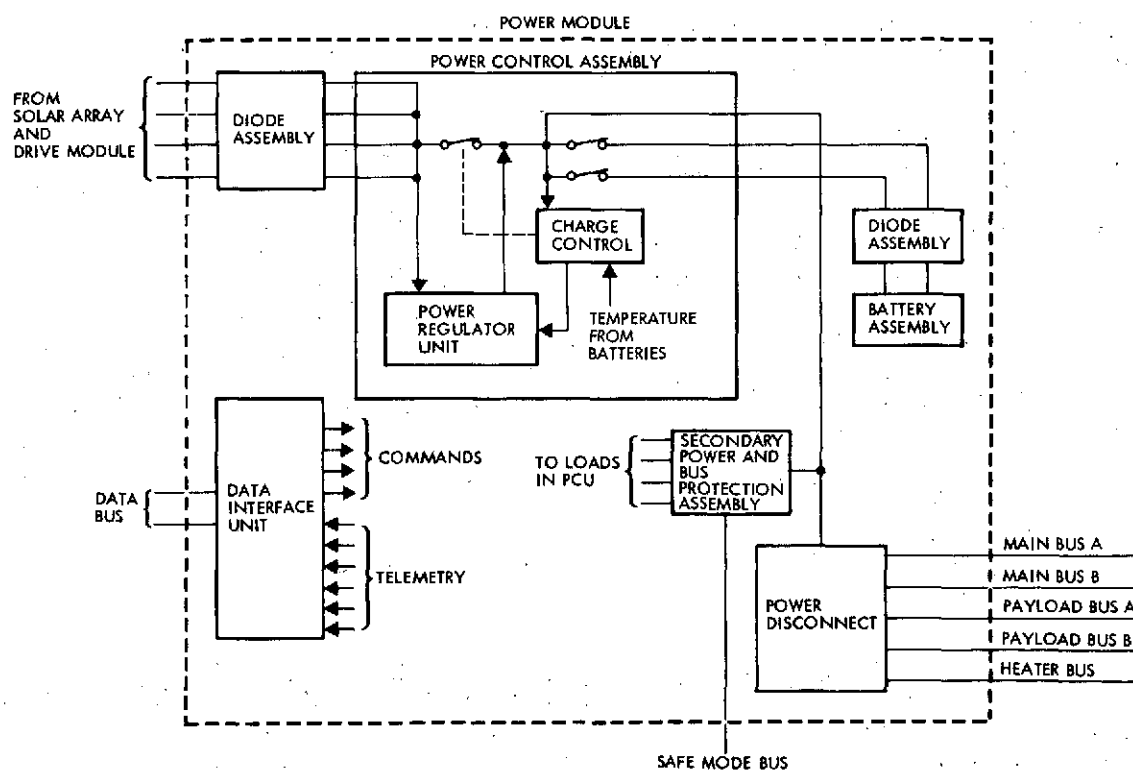 POWER MODULE
POWER CONTROL ASSEMBLY
FROM
SOLAR ARRAY
AND
DRIVE MODULE
DIODE
ASSEMBLY
CHARGE
CONTROL
DIODE
ASSEMBLY
POWER
REGULATOR
UNIT
TEMPERATURE
FROM
BATTERIES
BATTERY
ASSEMBLY
COMMANDS
DATA
BUS
DATA
INTERFACE
UNIT
TELEMETRY
TO LOADS
IN PCU
SECONDARY
POWER AND
BUS
PROTECTION
ASSEMBLY
POWER
DISCONNECT
MAIN BUS A
MAIN BUS B
PAYLOAD BUS A
PAYLOAD BUS B
HEATER BUS
SAFE MODE BUS